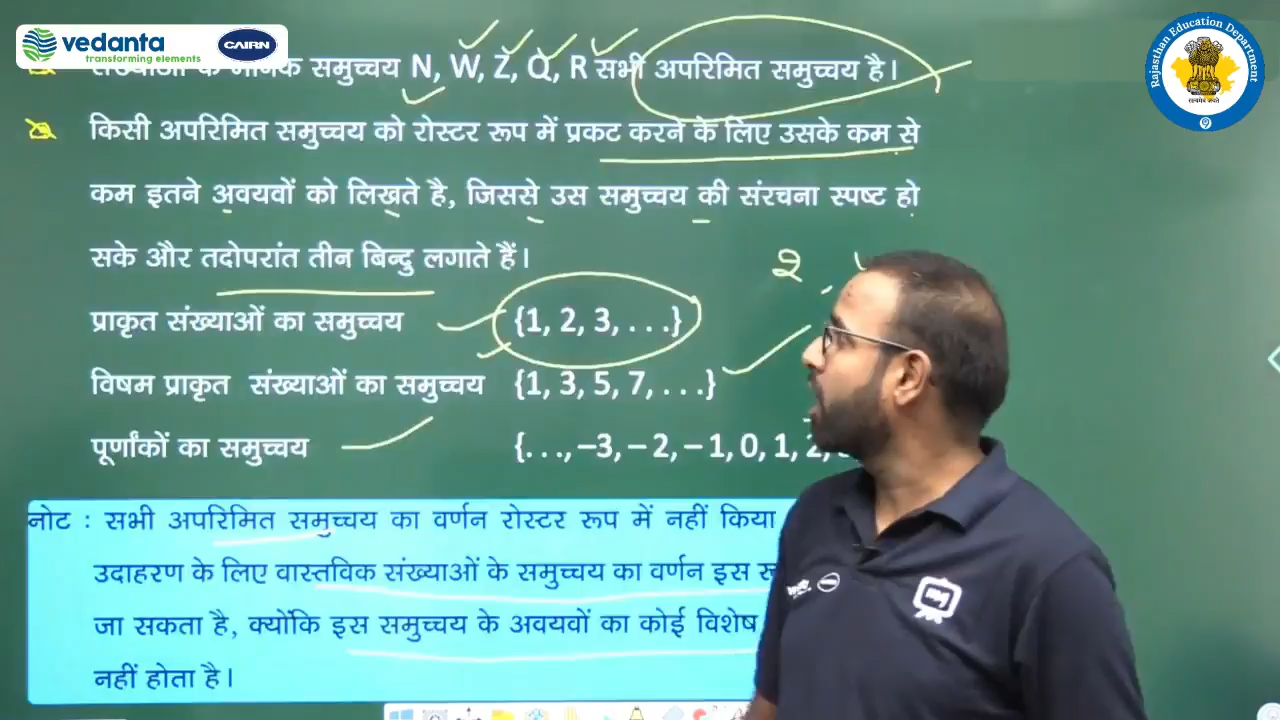 vedanta
transforming elements
CAIRN
समुच्चय N, W, Z, Q, R सभी अपरिमित समुच्चय है।
Rajasthan Education Department
सत्यमेव जयते
किसी अपरिमित समुच्चय को रोस्टर रूप में प्रकट करने के लिए उसके कम से
कम इतने अवयवों को लिखते है, जिससे उस समुच्चय की संरचना स्पष्ट हो
सके और तदोपरांत तीन बिन्दु लगाते हैं।
2
प्राकृत संख्याओं का समुच्चय {1, 2, 3, . . .}
विषम प्राकृत संख्याओं का समुच्चय {1, 3, 5, 7, . . .}
पूर्णांकों का समुच्चय {. . ., –3, – 2, – 1, 0, 1, 2,
नोट : सभी अपरिमित समुच्चय का वर्णन रोस्टर रूप में नहीं किया
उदाहरण के लिए वास्तविक संख्याओं के समुच्चय का वर्णन इस
जा सकता है, क्योंकि इस समुच्चय के अवयवों का कोई विशेष
नहीं होता है।